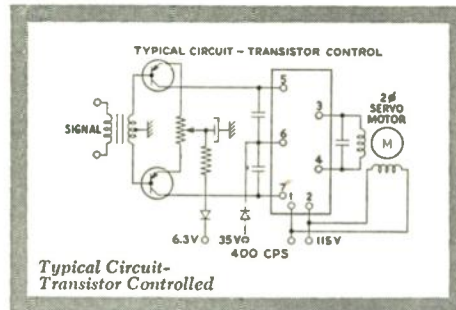 TYPICAL CIRCUIT - TRANSISTOR CONTROL
5
SIGNAL
3
2Ø
SERVO
MOTOR
6
M
4
7
1 2
6.3V 35V 115V
400 CPS
Typical Circuit-
Transistor Controlled